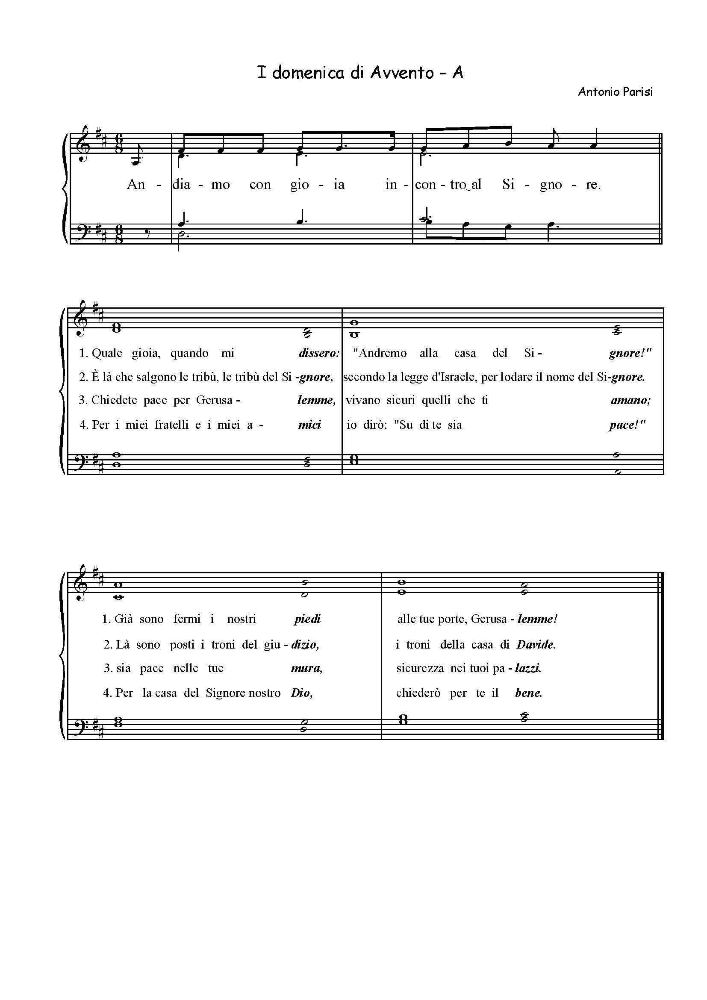 I domenica di Avvento - A
Antonio Parisi
6 8
An - dia - mo con gio - ia in - con - tro‿al Si - gno - re.
6 8
1. Quale gioia, quando mi dissero: "Andremo alla casa del Si - gnore!"
2. È là che salgono le tribù, le tribù del Si -gnore, secondo la legge d'Israele, per lodare il nome del Si-gnore.
3. Chiedete pace per Gerusa - lemme, vivano sicuri quelli che ti amano;
4. Per i miei fratelli e i miei a - mici io dirò: "Su di te sia pace!"
1. Già sono fermi i nostri piedi alle tue porte, Gerusa - lemme!
2. Là sono posti i troni del giu - dizio, i troni della casa di Davide.
3. sia pace nelle tue mura, sicurezza nei tuoi pa - lazzi.
4. Per la casa del Signore nostro Dio, chiederò per te il bene.